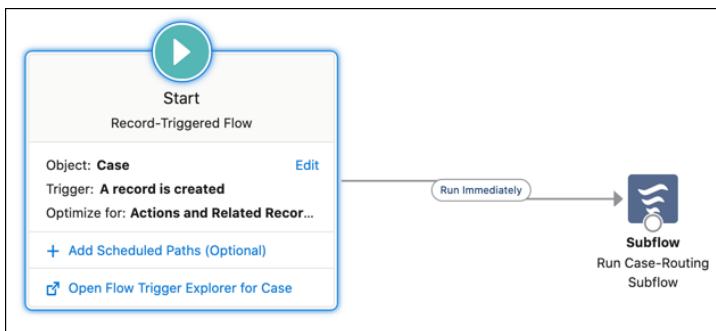 Start
Record-Triggered Flow
Object: Case Edit
Trigger: A record is created
Optimize for: Actions and Related Recor...
+ Add Scheduled Paths (Optional)
Open Flow Trigger Explorer for Case
Run Immediately
Subflow
Run Case-Routing
Subflow